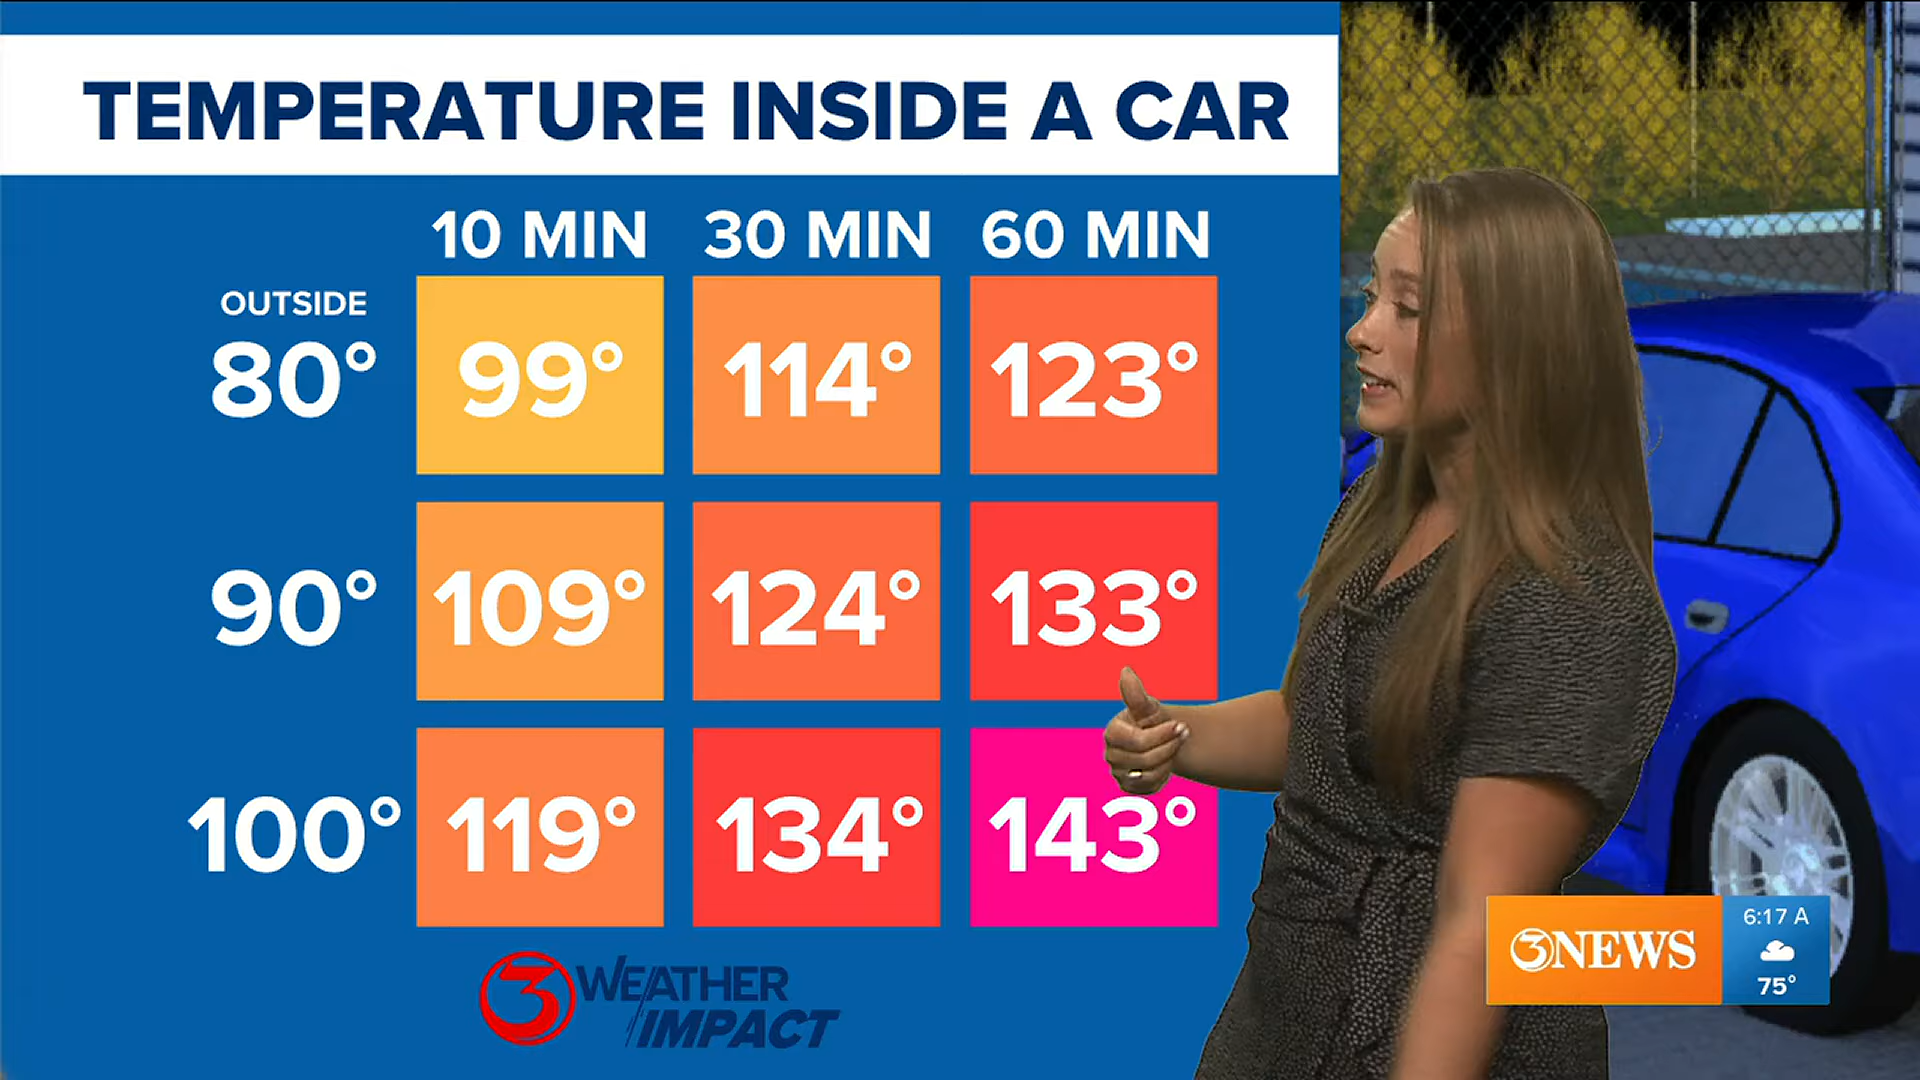 TEMPERATURE INSIDE A CAR
10 MIN 30 MIN 60 MIN
OUTSIDE
80° 99° 114° 123°
90° 109° 124° 133°
100° 119° 134° 143°
3 WEATHER
IMPACT
3NEWS
6:17 A
75°